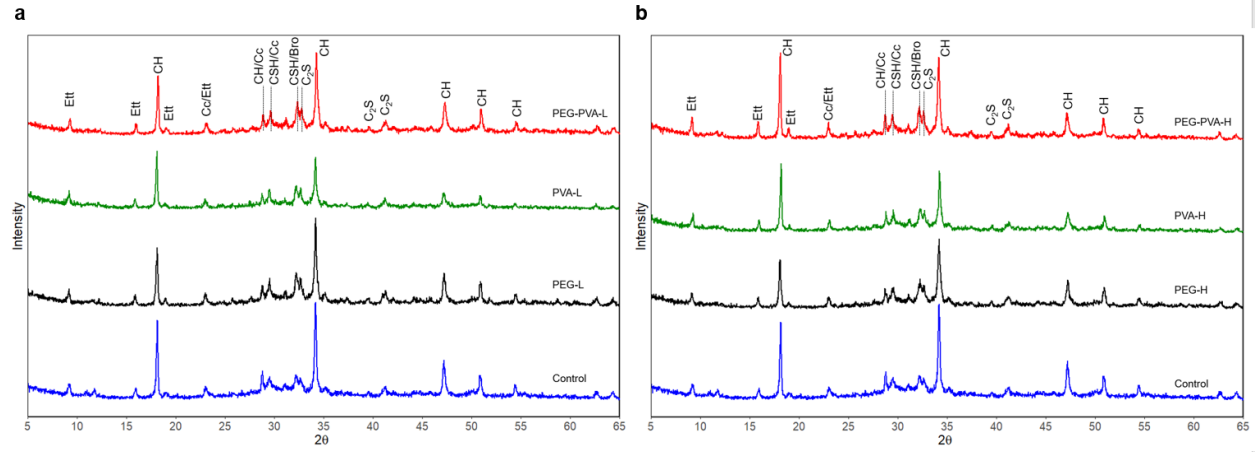 a
Ett
Ett
CH
Ett
Cc/Ett
CH/Cc
CSH/Cc
CSH/Bro
C₂S
CH
C₂S
C₂S
CH
CH
CH
PEG-PVA-L
PVA-L
PEG-L
Control
Intensity
5 10 15 20 25 30 35 40 45 50 55 60 65
2θ
b
Ett
Ett
CH
Ett
Cc/Ett
CH/Cc
CSH/Cc
CSH/Bro
C₂S
CH
C₂S
C₂S
CH
CH
CH
PEG-PVA-H
PVA-H
PEG-H
Control
Intensity
5 10 15 20 25 30 35 40 45 50 55 60 65
2θ